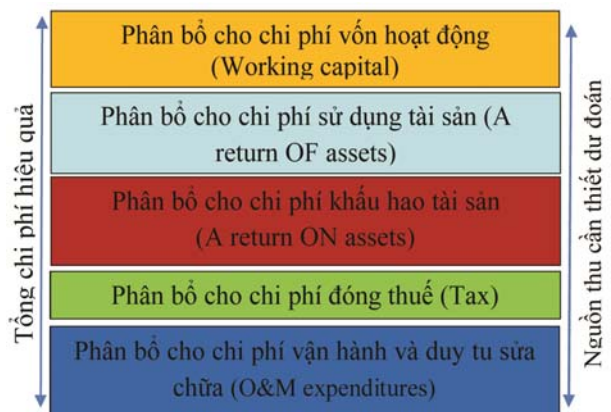 Tổng chi phí hiệu quả
Phân bổ cho chi phí vốn hoạt động
(Working capital)
Phân bổ cho chi phí sử dụng tài sản (A
return OF assets)
Phân bổ cho chi phí khấu hao tài sản
(A return ON assets)
Phân bổ cho chi phí đóng thuế (Tax)
Phân bổ cho chi phí vận hành và duy tu sửa
chữa (O&M expenditures)
Nguồn thu cần thiết dư đoán